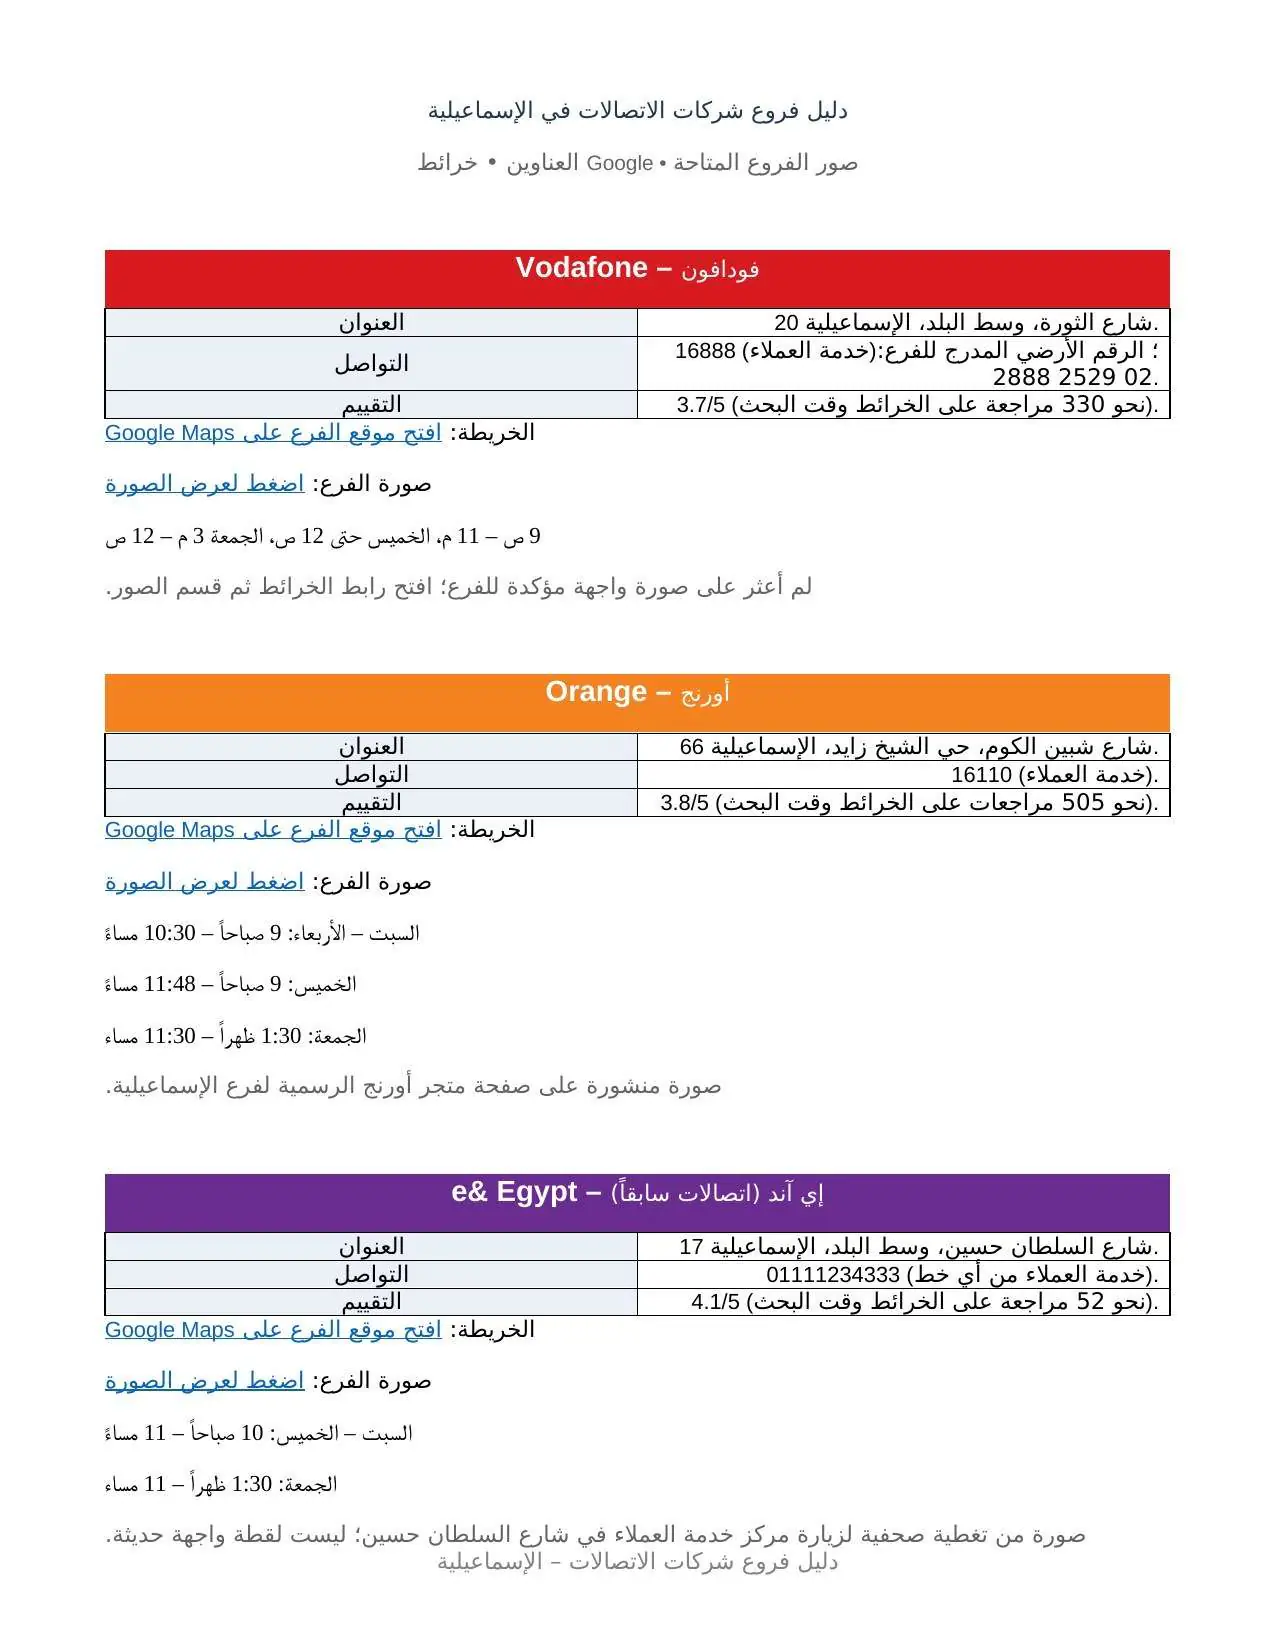 دليل فروع شركات الاتصالات في الإسماعيلية
العناوين • خرائط Google • صور الفروع المتاحة
Vodafone – فودافون
العنوان
20 شارع الثورة، وسط البلد، الإسماعيلية.
التواصل
16888 (خدمة العملاء)؛ الرقم الأرضي المدرج للفرع:
02 2529 2888.
التقييم
3.7/5 (نحو 330 مراجعة على الخرائط وقت البحث).
الخريطة: افتح موقع الفرع على Google Maps
صورة الفرع: اضغط لعرض الصورة
9 ص – 11 م، الخميس حتى 12 ص، الجمعة 3 م – 12 ص
لم أعثر على صورة واجهة مؤكدة للفرع؛ افتح رابط الخرائط ثم قسم الصور.
Orange – أورنج
العنوان
66 شارع شبين الكوم، حي الشيخ زايد، الإسماعيلية.
التواصل
16110 (خدمة العملاء).
التقييم
3.8/5 (نحو 505 مراجعات على الخرائط وقت البحث).
الخريطة: افتح موقع الفرع على Google Maps
صورة الفرع: اضغط لعرض الصورة
السبت – الأربعاء: 9 صباحاً – 10:30 مساءً
الخميس: 9 صباحاً – 11:48 مساءً
الجمعة: 1:30 ظهراً – 11:30 مساء
صورة منشورة على صفحة متجر أورنج الرسمية لفرع الإسماعيلية.
e& Egypt – إي آند (اتصالات سابقاً)
العنوان
17 شارع السلطان حسين، وسط البلد، الإسماعيلية.
التواصل
01111234333 (خدمة العملاء من أي خط).
التقييم
4.1/5 (نحو 52 مراجعة على الخرائط وقت البحث).
الخريطة: افتح موقع الفرع على Google Maps
صورة الفرع: اضغط لعرض الصورة
السبت – الخميس: 10 صباحاً – 11 مساءً
الجمعة: 1:30 ظهراً – 11 مساء
صورة من تغطية صحفية لزيارة مركز خدمة العملاء في شارع السلطان حسين؛ ليست لقطة واجهة حديثة.
دليل فروع شركات الاتصالات – الإسماعيلية